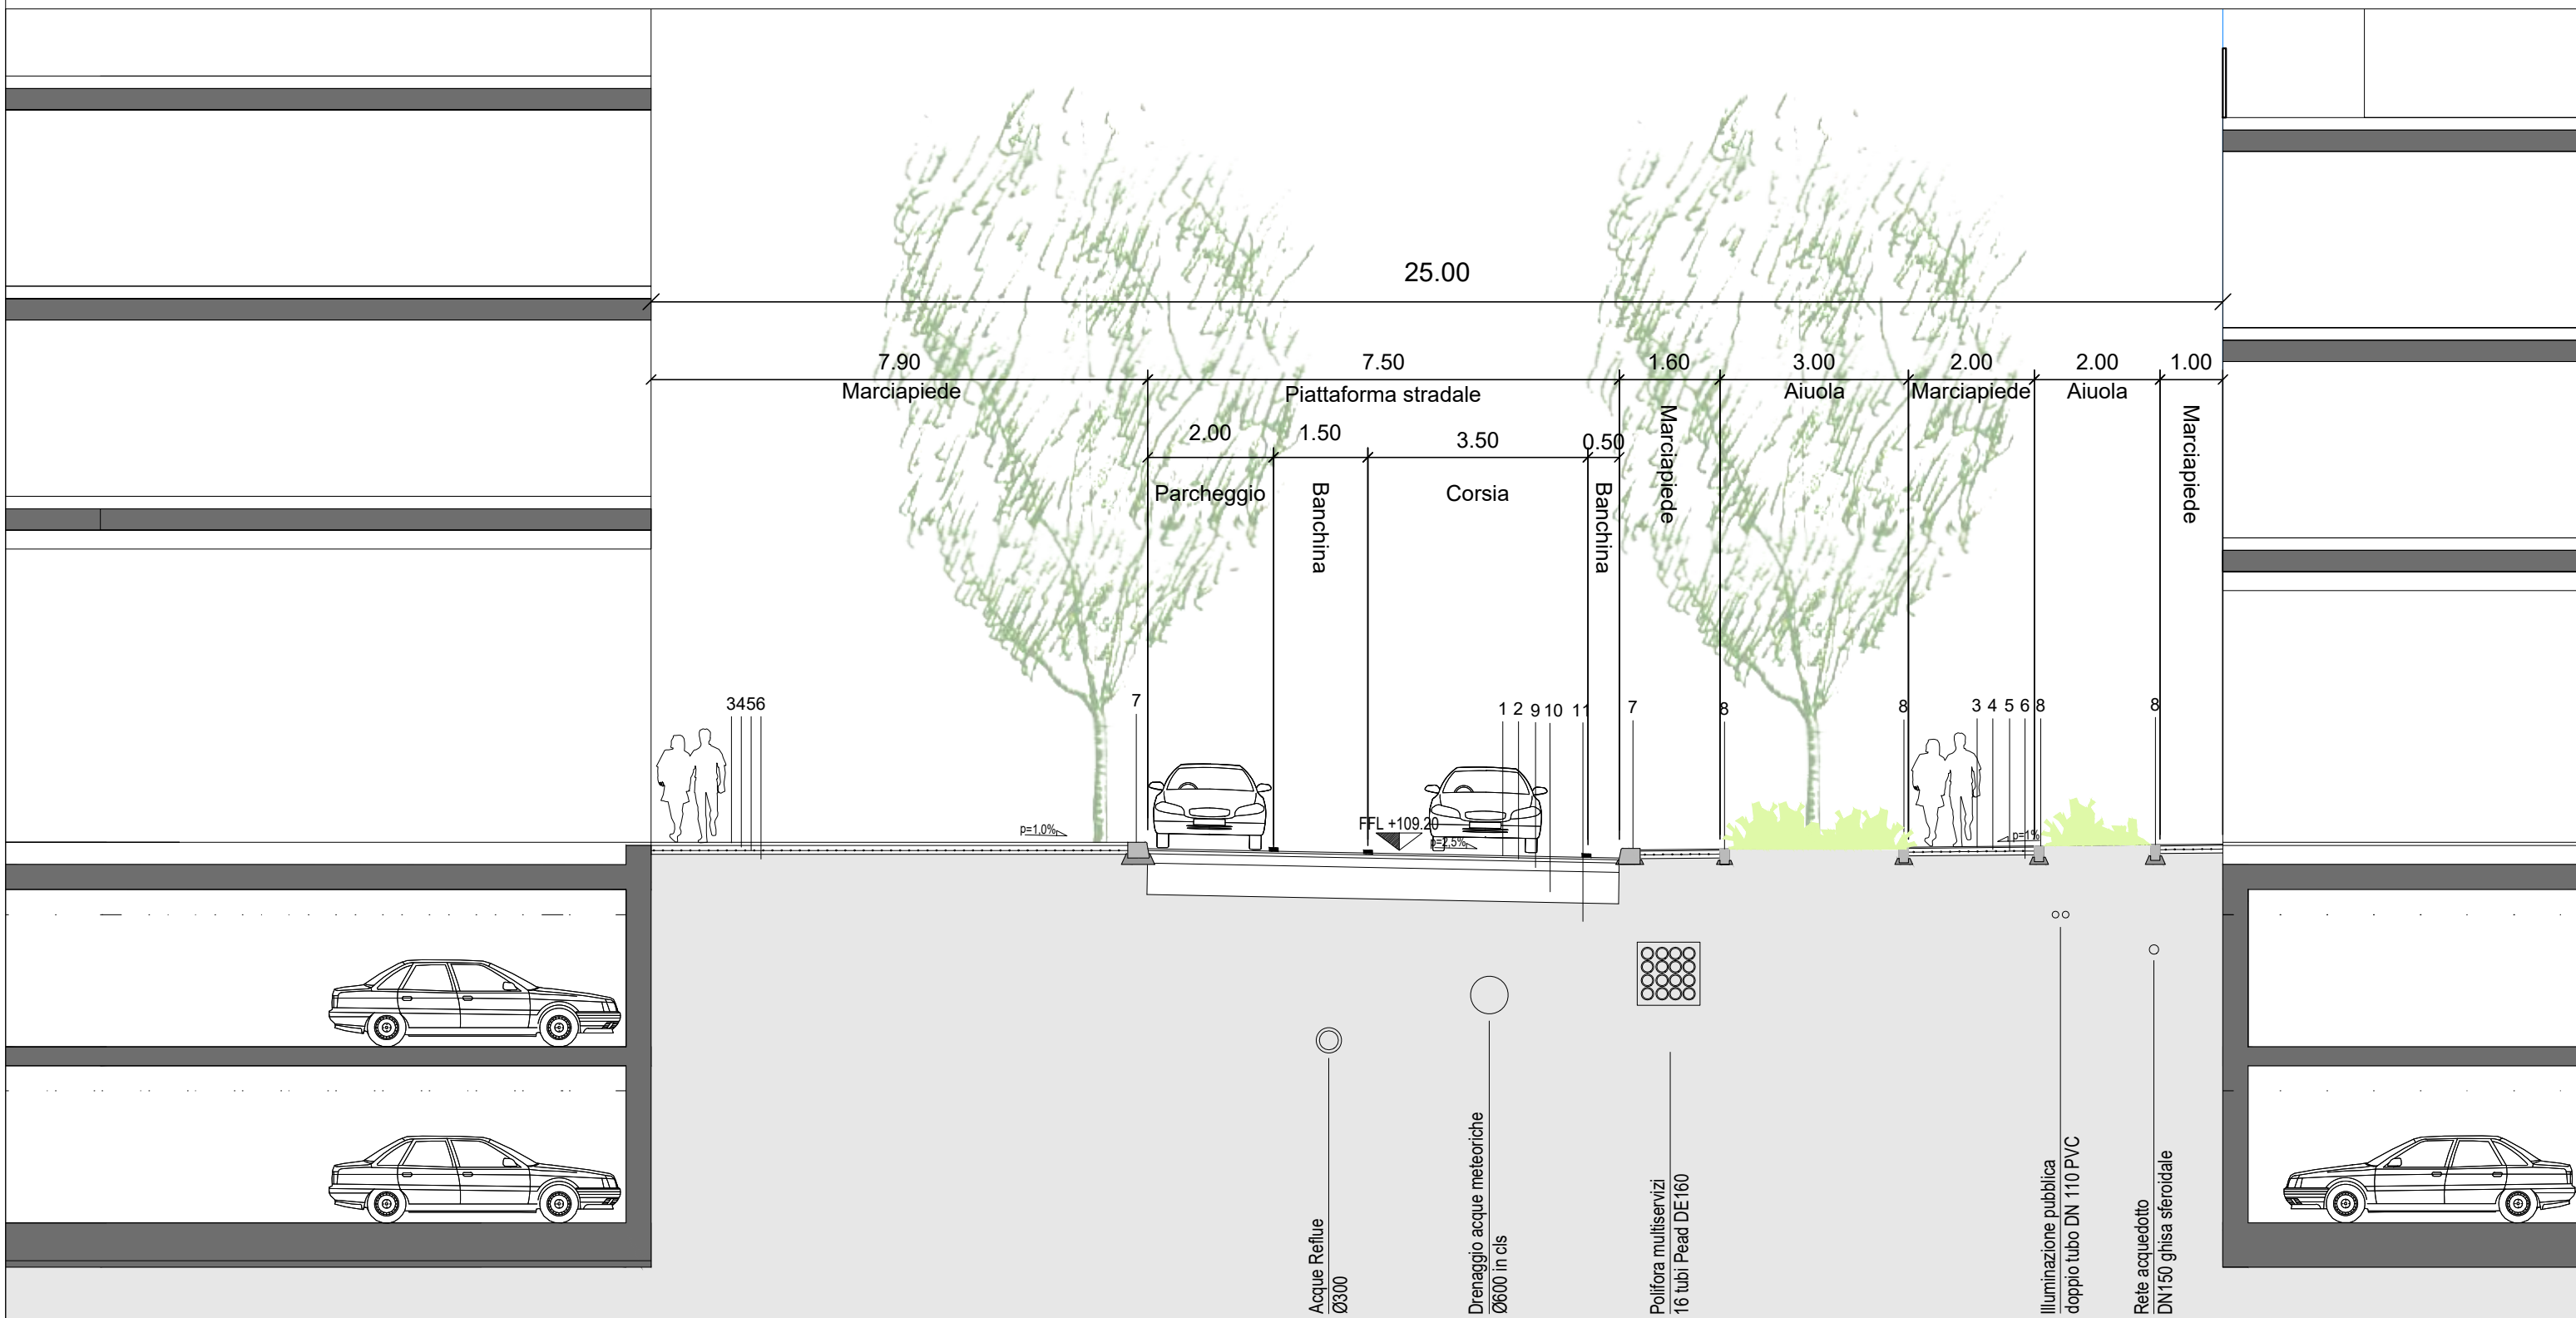 25.00
7.90
7.50
1.60
3.00
2.00
2.00
1.00
Marciapiede
Piattaforma stradale
Marciapiede
Aiuola
Marciapiede
Aiuola
Marciapiede
2.00
1.50
3.50
0.50
Parcheggio
Banchina
Corsia
Banchina
3456
7
1
2
9
10
11
7
8
8
3
4
5
6
8
8
p=1,0%
FFL +109.20
p=2,5%
p=1%
Acque Reflue
Ø300
Drenaggio acque meteoriche
Ø600 in cls
Polifora multiservizi
16 tubi Pead DE160
Illuminazione pubblica
doppio tubo DN 110 PVC
Rete acquedotto
DN150 ghisa sferoidale